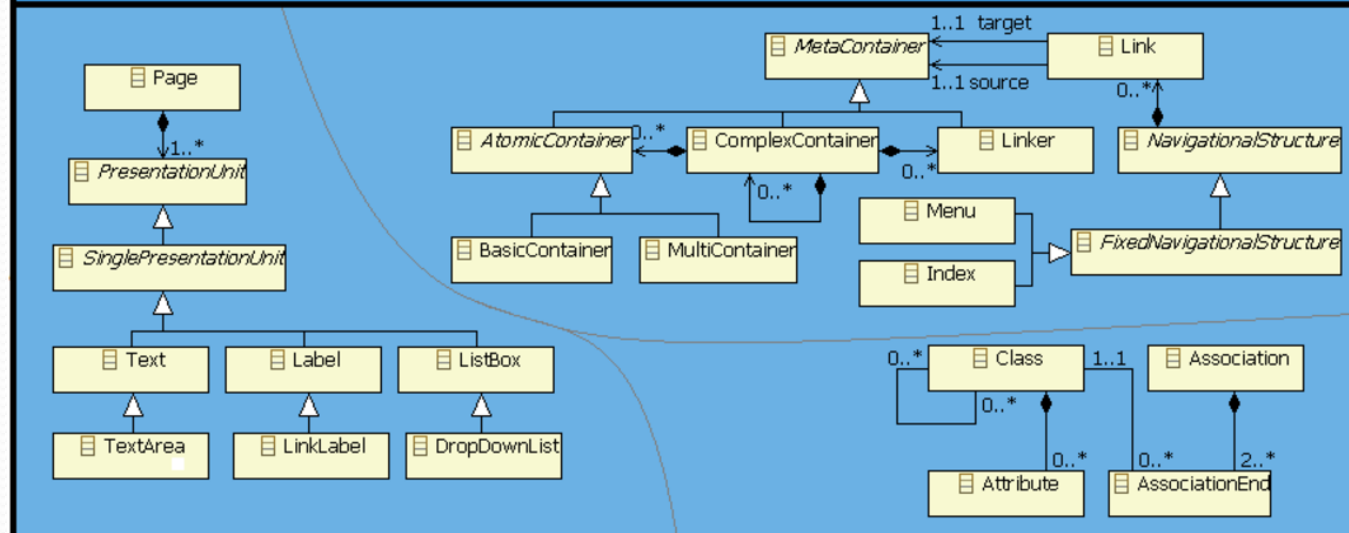 Page
1..*
PresentationUnit
SinglePresentationUnit
Text
Label
ListBox
TextArea
LinkLabel
DropDownList
MetaContainer
1..1 target
1..1 source
Link
0..*
AtomicContainer
0..*
ComplexContainer
0..*
0..*
Linker
NavigationalStructure
BasicContainer
MultiContainer
Menu
Index
FixedNavigationalStructure
0..*
Class
0..*
1..1
Association
0..*
0..*
2..*
Attribute
AssociationEnd